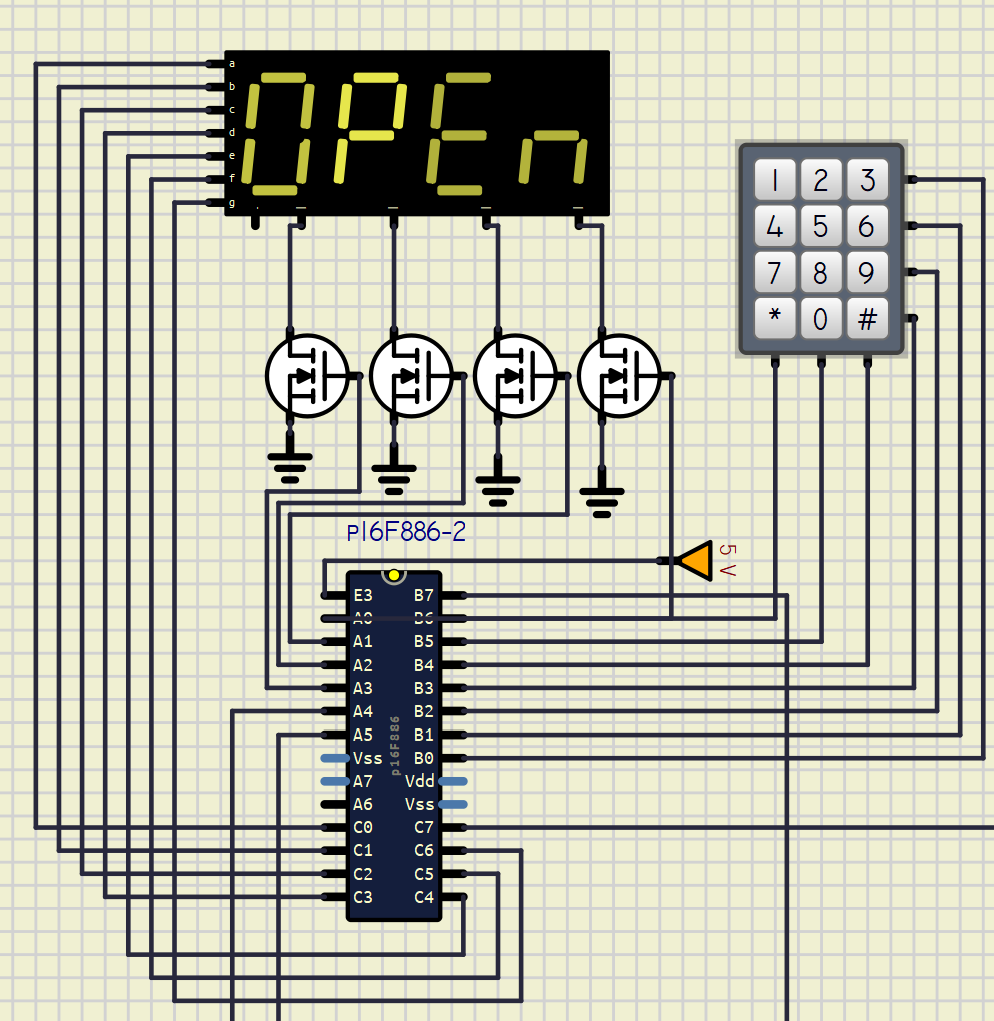 a
b
c
d
e
f
g
OPEn
1 2 3
4 5 6
7 8 9
* 0 #
p16F886-2
5 V
E3 B7
A0 B6
A1 B5
A2 B4
A3 B3
A4 B2
A5 B1
Vss B0
A7 Vdd
A6 Vss
C0 C7
C1 C6
C2 C5
C3 C4
p16F886